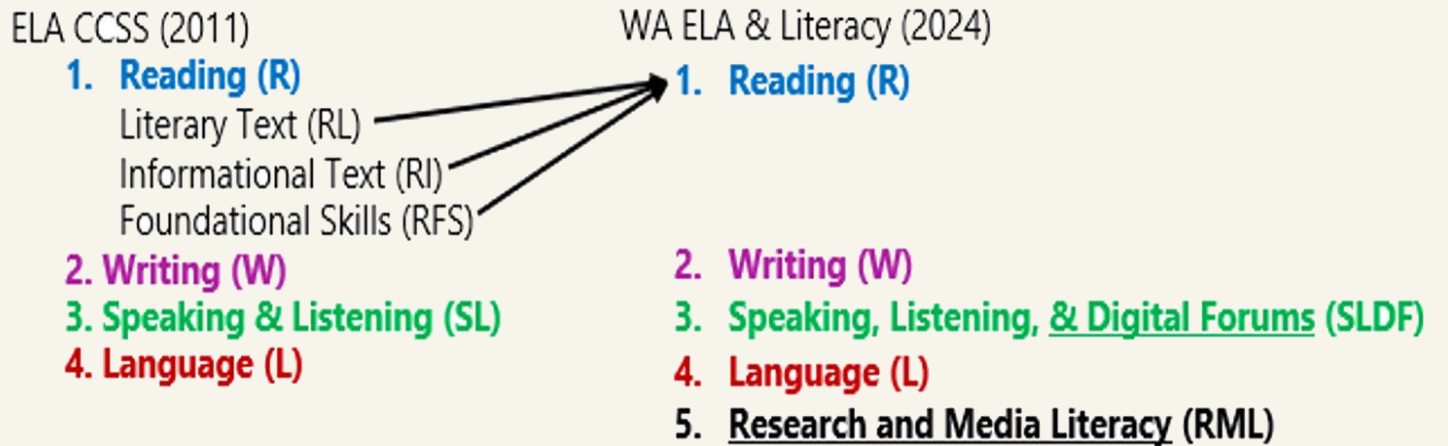 ELA CCSS (2011)
1. Reading (R)
Literary Text (RL)
Informational Text (RI)
Foundational Skills (RFS)
2. Writing (W)
3. Speaking & Listening (SL)
4. Language (L)
WA ELA & Literacy (2024)
1. Reading (R)
2. Writing (W)
3. Speaking, Listening, & Digital Forums (SLDF)
4. Language (L)
5. Research and Media Literacy (RML)